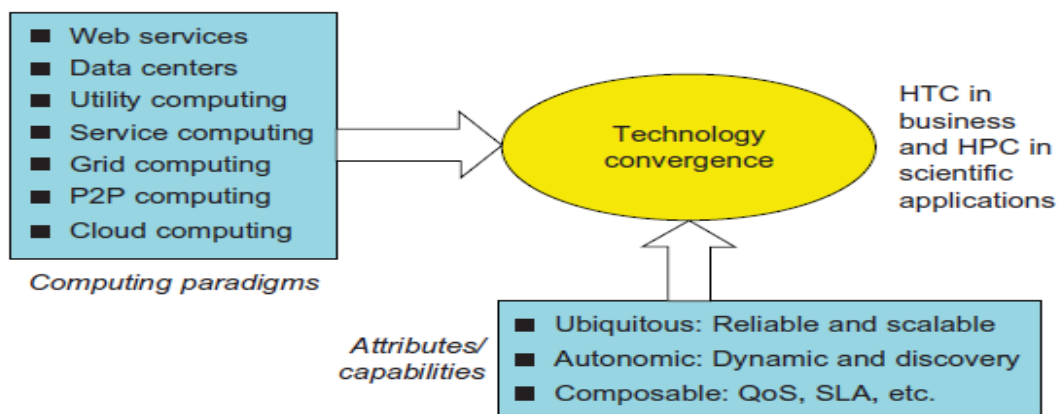 Web services
Data centers
Utility computing
Service computing
Grid computing
P2P computing
Cloud computing
Computing paradigms
Technology
convergence
HTC in
business
and HPC in
scientific
applications
Attributes/
capabilities
Ubiquitous: Reliable and scalable
Autonomic: Dynamic and discovery
Composable: QoS, SLA, etc.